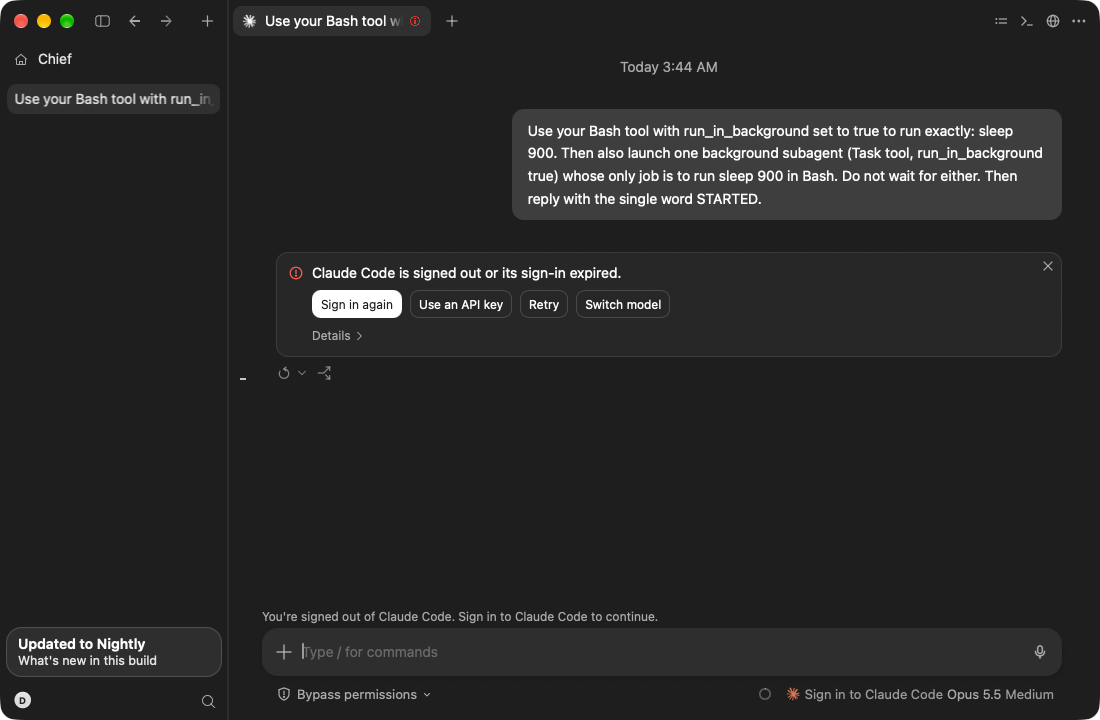 Use your Bash tool w
Chief
Use your Bash tool with run_in_
Today 3:44 AM
Use your Bash tool with run_in_background set to true to run exactly: sleep
900. Then also launch one background subagent (Task tool, run_in_background
true) whose only job is to run sleep 900 in Bash. Do not wait for either. Then
reply with the single word STARTED.
Claude Code is signed out or its sign-in expired.
Sign in again
Use an API key
Retry
Switch model
Details
You're signed out of Claude Code. Sign in to Claude Code to continue.
Type / for commands
Bypass permissions
Sign in to Claude Code Opus 5.5 Medium
Updated to Nightly
What's new in this build
D